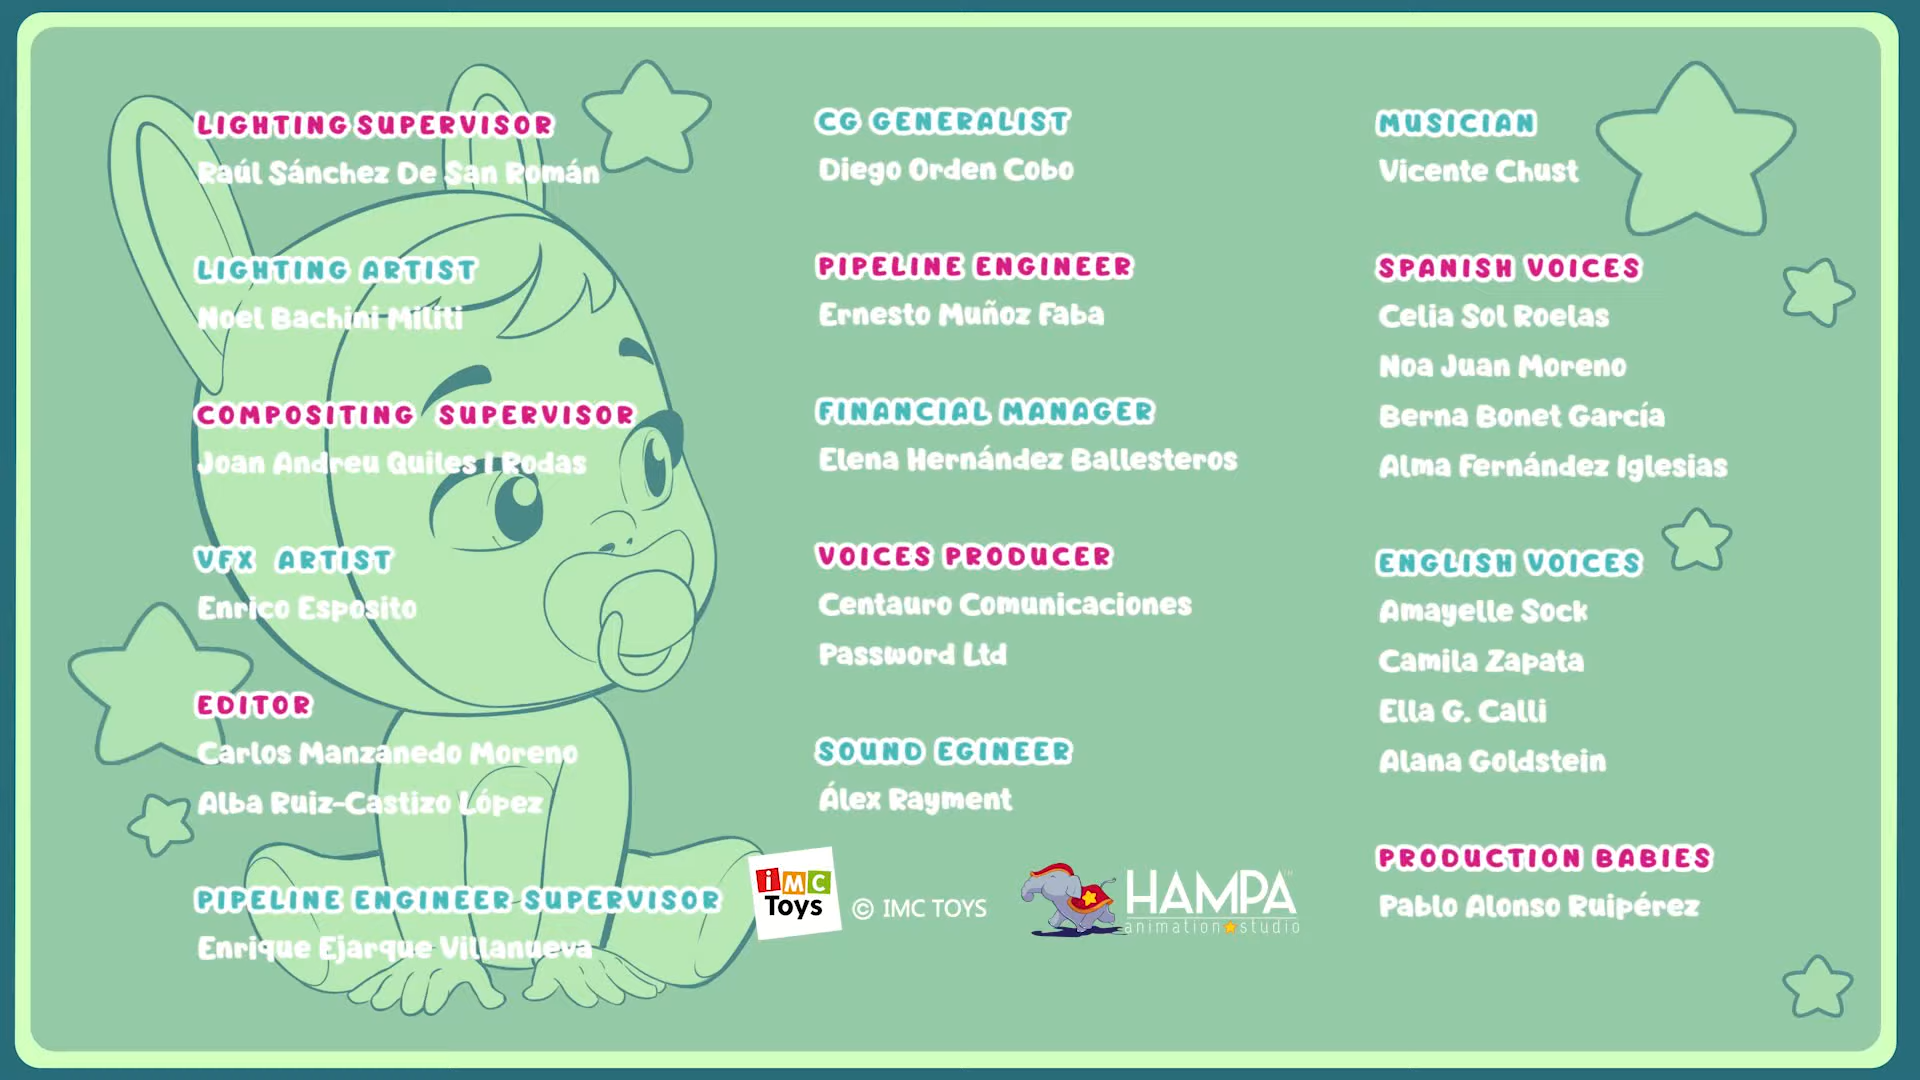 LIGHTING SUPERVISOR
Raúl Sánchez De San Román
LIGHTING ARTIST
Noel Bachini Militi
COMPOSITING SUPERVISOR
Joan Andreu Quiles I Rodas
VFX ARTIST
Enrico Esposito
EDITOR
Carlos Manzanedo Moreno
Alba Ruiz-Castizo López
PIPELINE ENGINEER SUPERVISOR
Enrique Ejarque Villanueva
CG GENERALIST
Diego Orden Cobo
PIPELINE ENGINEER
Ernesto Muñoz Faba
FINANCIAL MANAGER
Elena Hernández Ballesteros
VOICES PRODUCER
Centauro Comunicaciones
Password Ltd
SOUND EGINEER
Álex Rayment
iMC
Toys
© IMC TOYS
HAMPA™
animation studio
MUSICIAN
Vicente Chust
SPANISH VOICES
Celia Sol Roelas
Noa Juan Moreno
Berna Bonet García
Alma Fernández Iglesias
ENGLISH VOICES
Amayelle Sock
Camila Zapata
Ella G. Calli
Alana Goldstein
PRODUCTION BABIES
Pablo Alonso Ruipérez